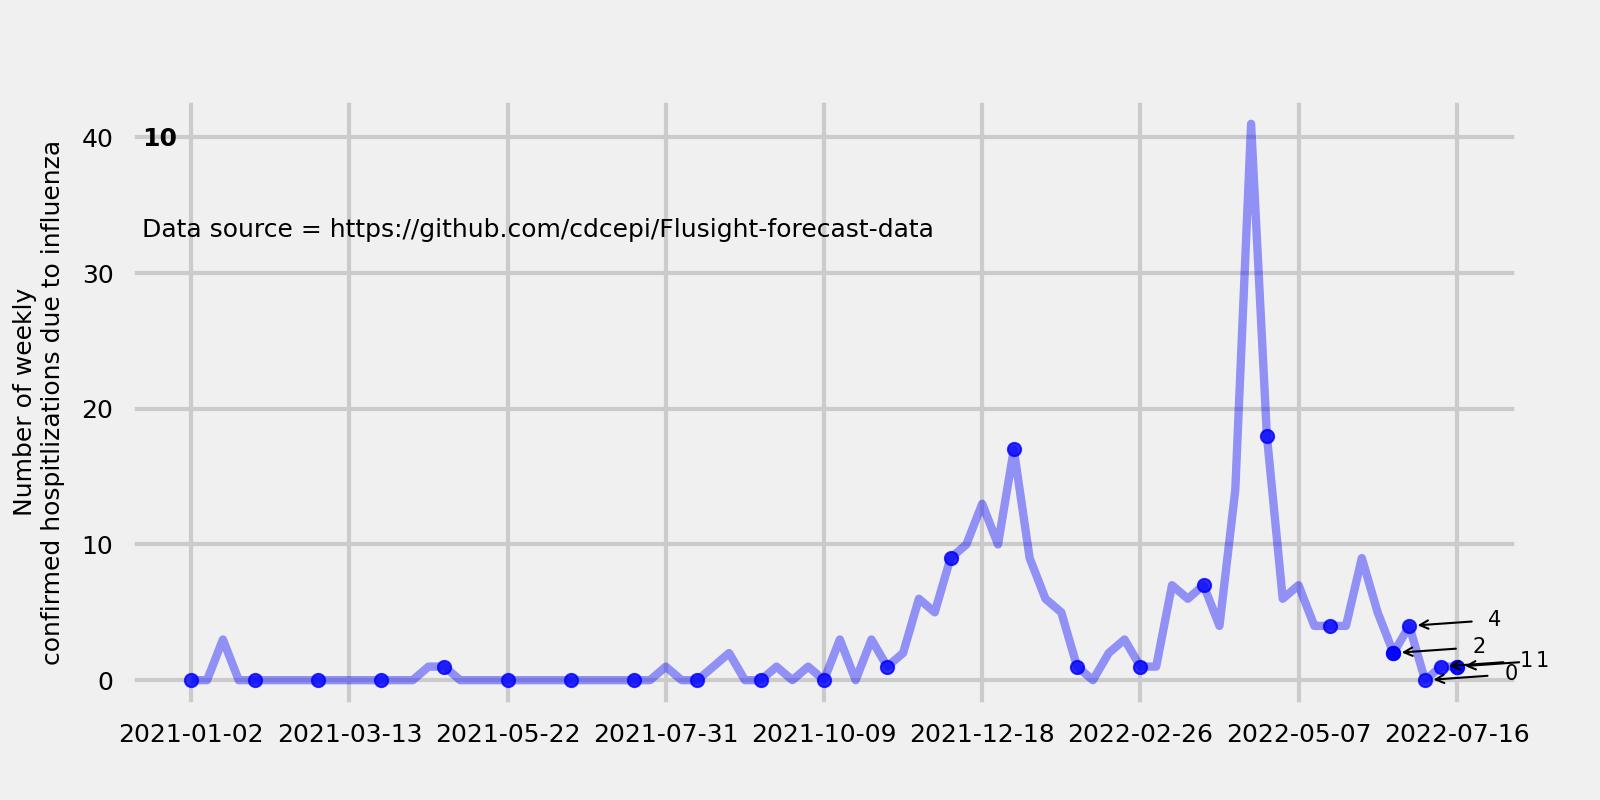 Number of weekly
confirmed hospitlizations due to influenza
40
30
20
10
0
10
Data source = https://github.com/cdcepi/Flusight-forecast-data
4
2
1 1
0
2021-01-02 2021-03-13 2021-05-22 2021-07-31 2021-10-09 2021-12-18 2022-02-26 2022-05-07 2022-07-16